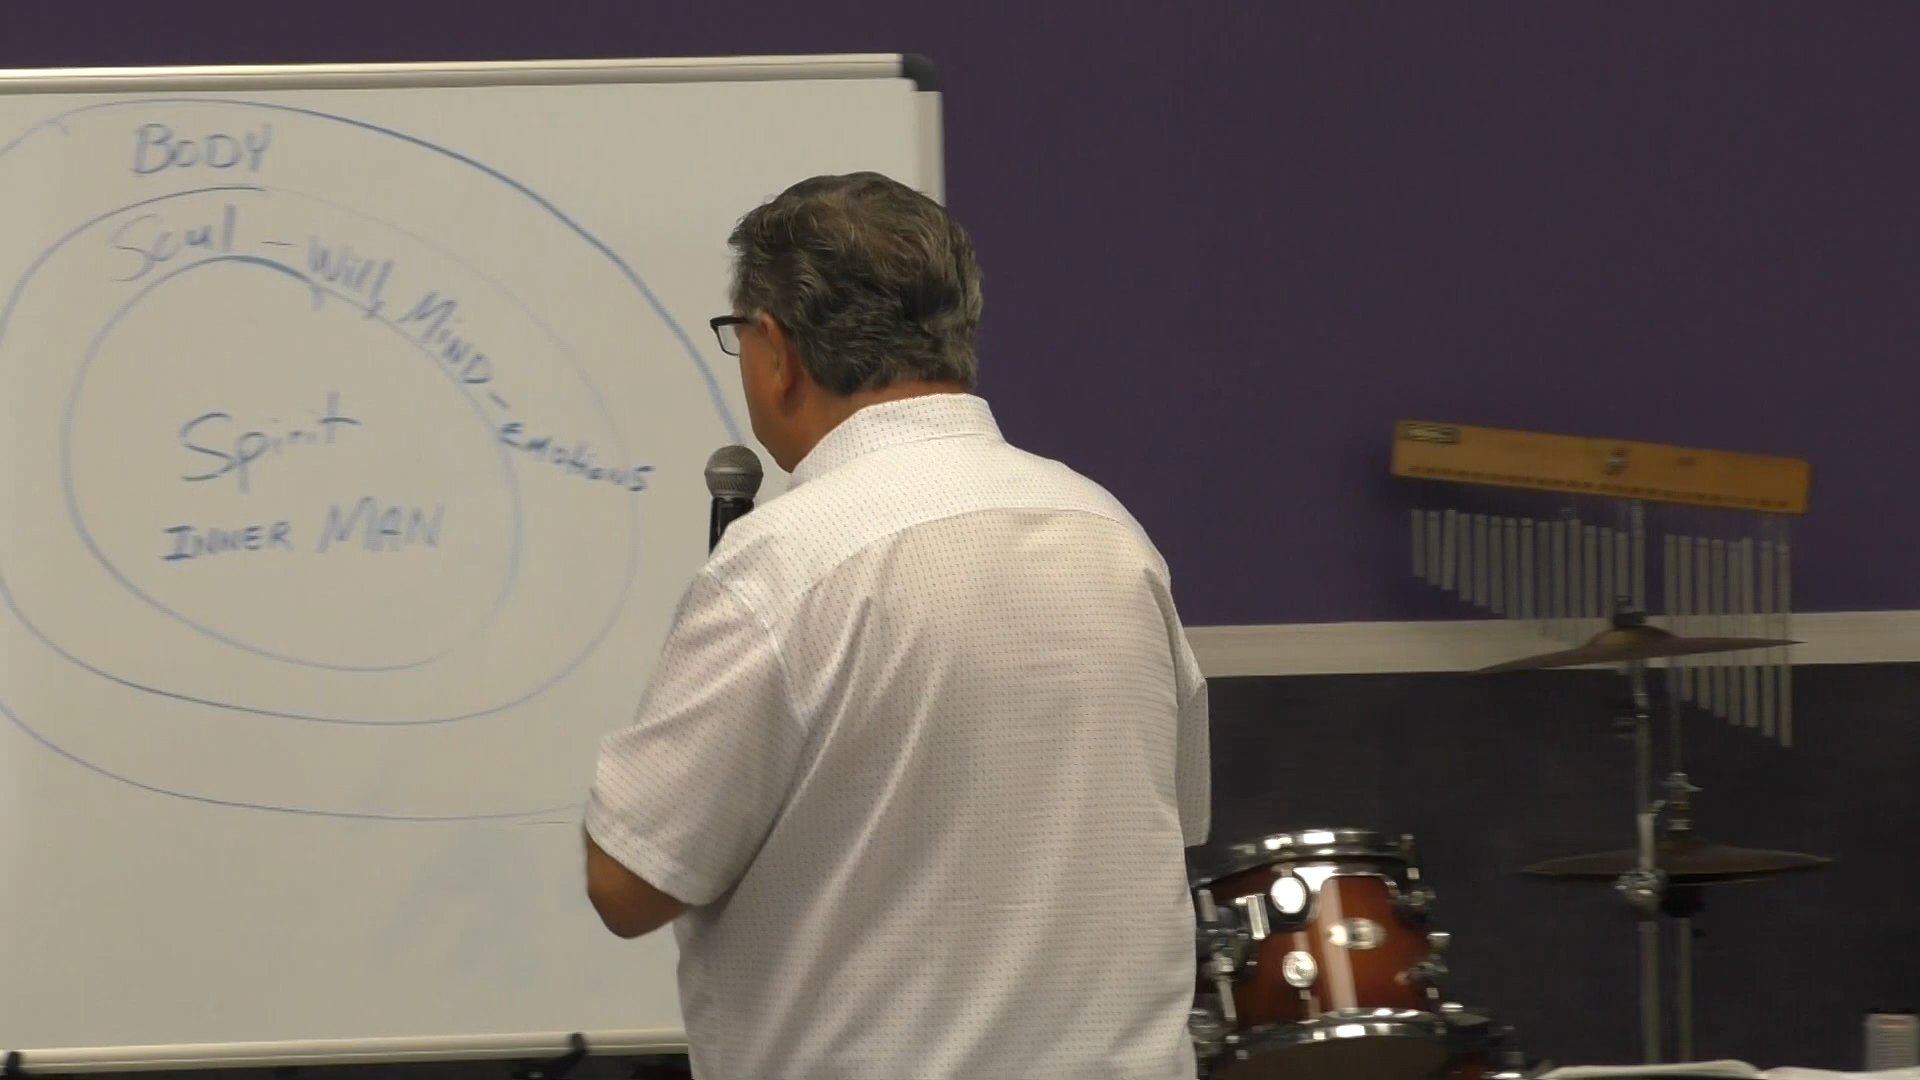 BODY
Soul - Will, MIND - EMOtionS
Spirit
INNER MAN